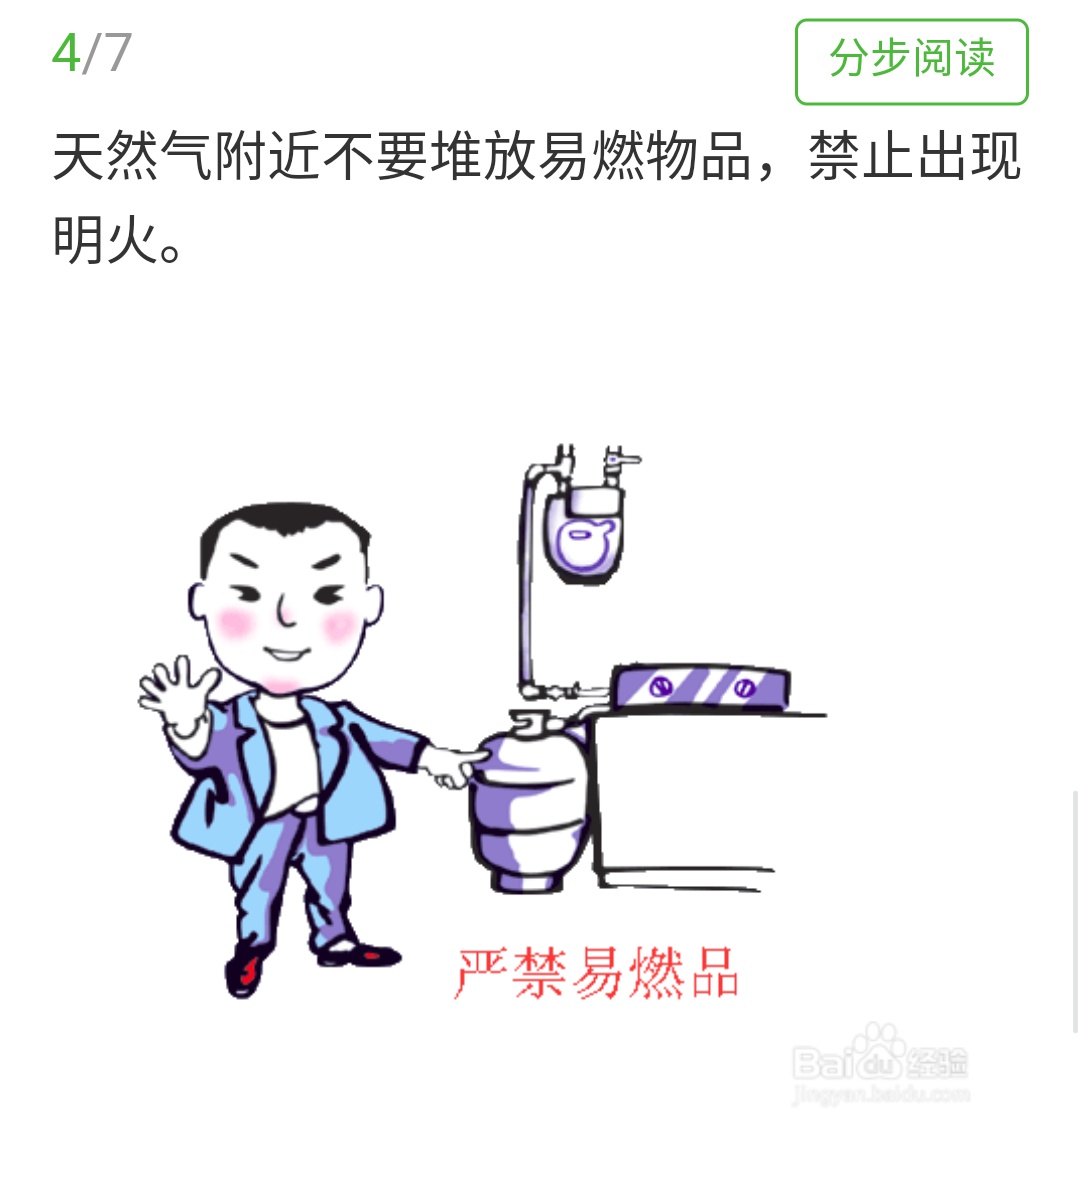 4/7
分步阅读
天然气附近不要堆放易燃物品，禁止出现
明火。
严禁易燃品
Baidu经验
jingyan.baidu.com